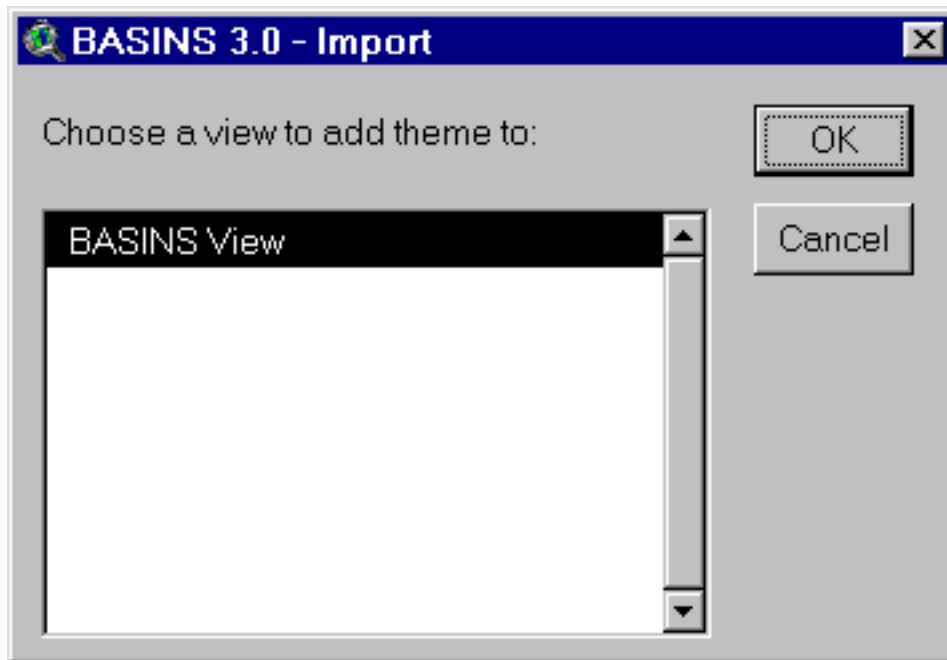 BASINS 3.0 - Import
Choose a view to add theme to:
OK
BASINS View
Cancel